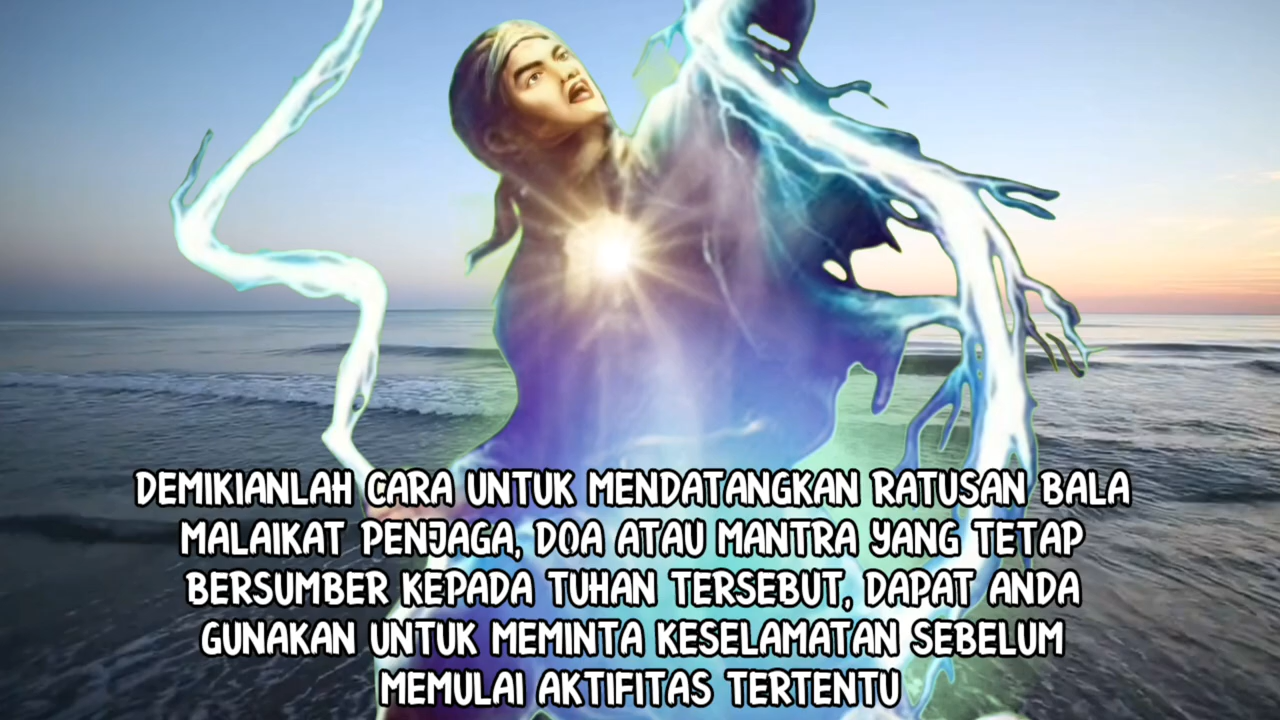 DEMIKIANLAH CARA UNTUK MENDATANGKAN RATUSAN BALA
MALAIKAT PENJAGA, DOA ATAU MANTRA YANG TETAP
BERSUMBER KEPADA TUHAN TERSEBUT, DAPAT ANDA
GUNAKAN UNTUK MEMINTA KESELAMATAN SEBELUM
MEMULAI AKTIFITAS TERTENTU